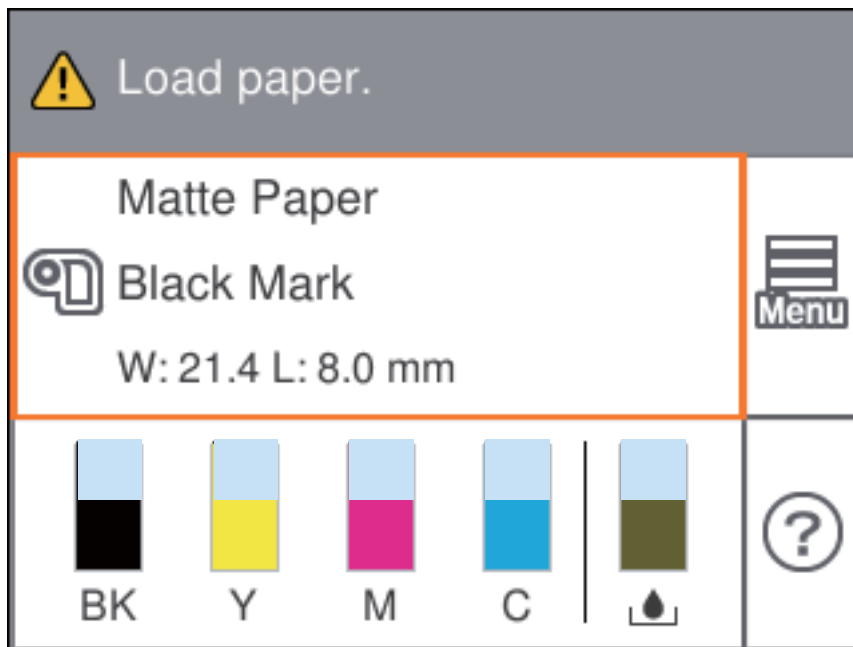 Load paper.
Matte Paper
Black Mark
W: 21.4 L: 8.0 mm
Menu
BK Y M C
?